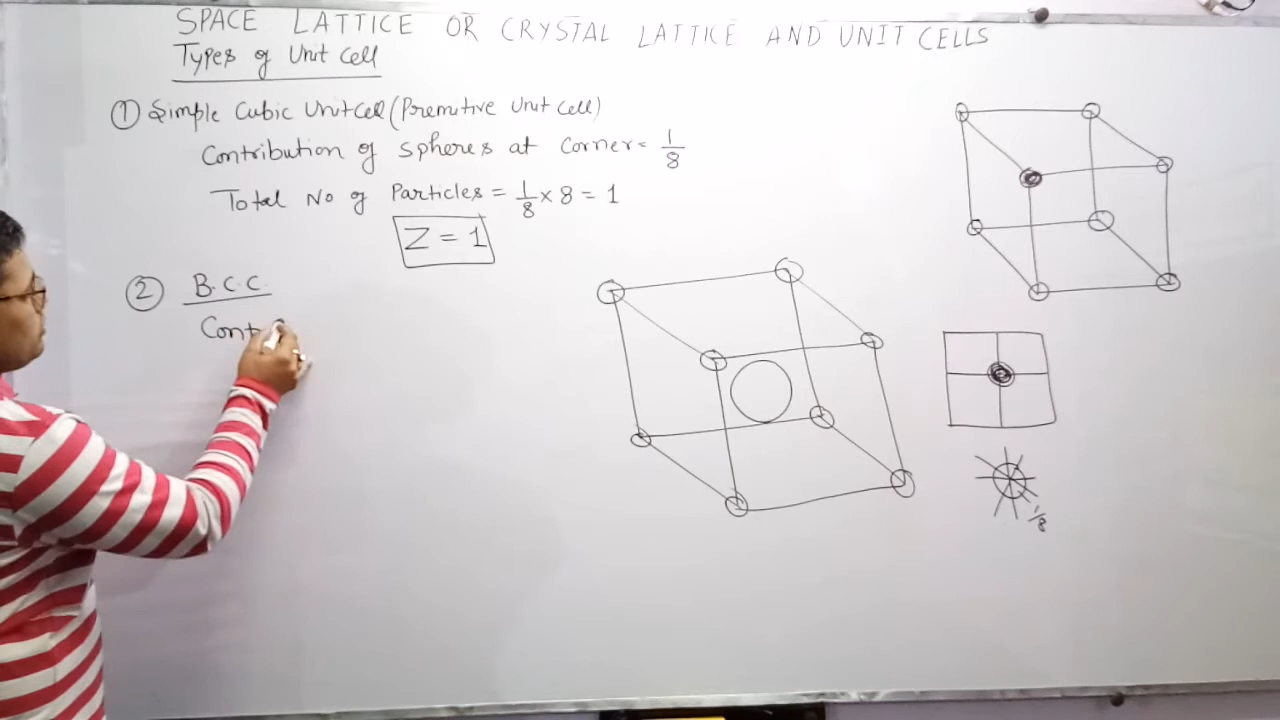 SPACE LATTICE OR CRYSTAL LATTICE AND UNIT CELLS
Types of Unit Cell
① Simple Cubic Unit Cell (Premitive Unit Cell)
Contribution of spheres at Corner = 1/8
Total No of Particles = 1/8 × 8 = 1
Z = 1
② B.C.C.
Cont
1/8